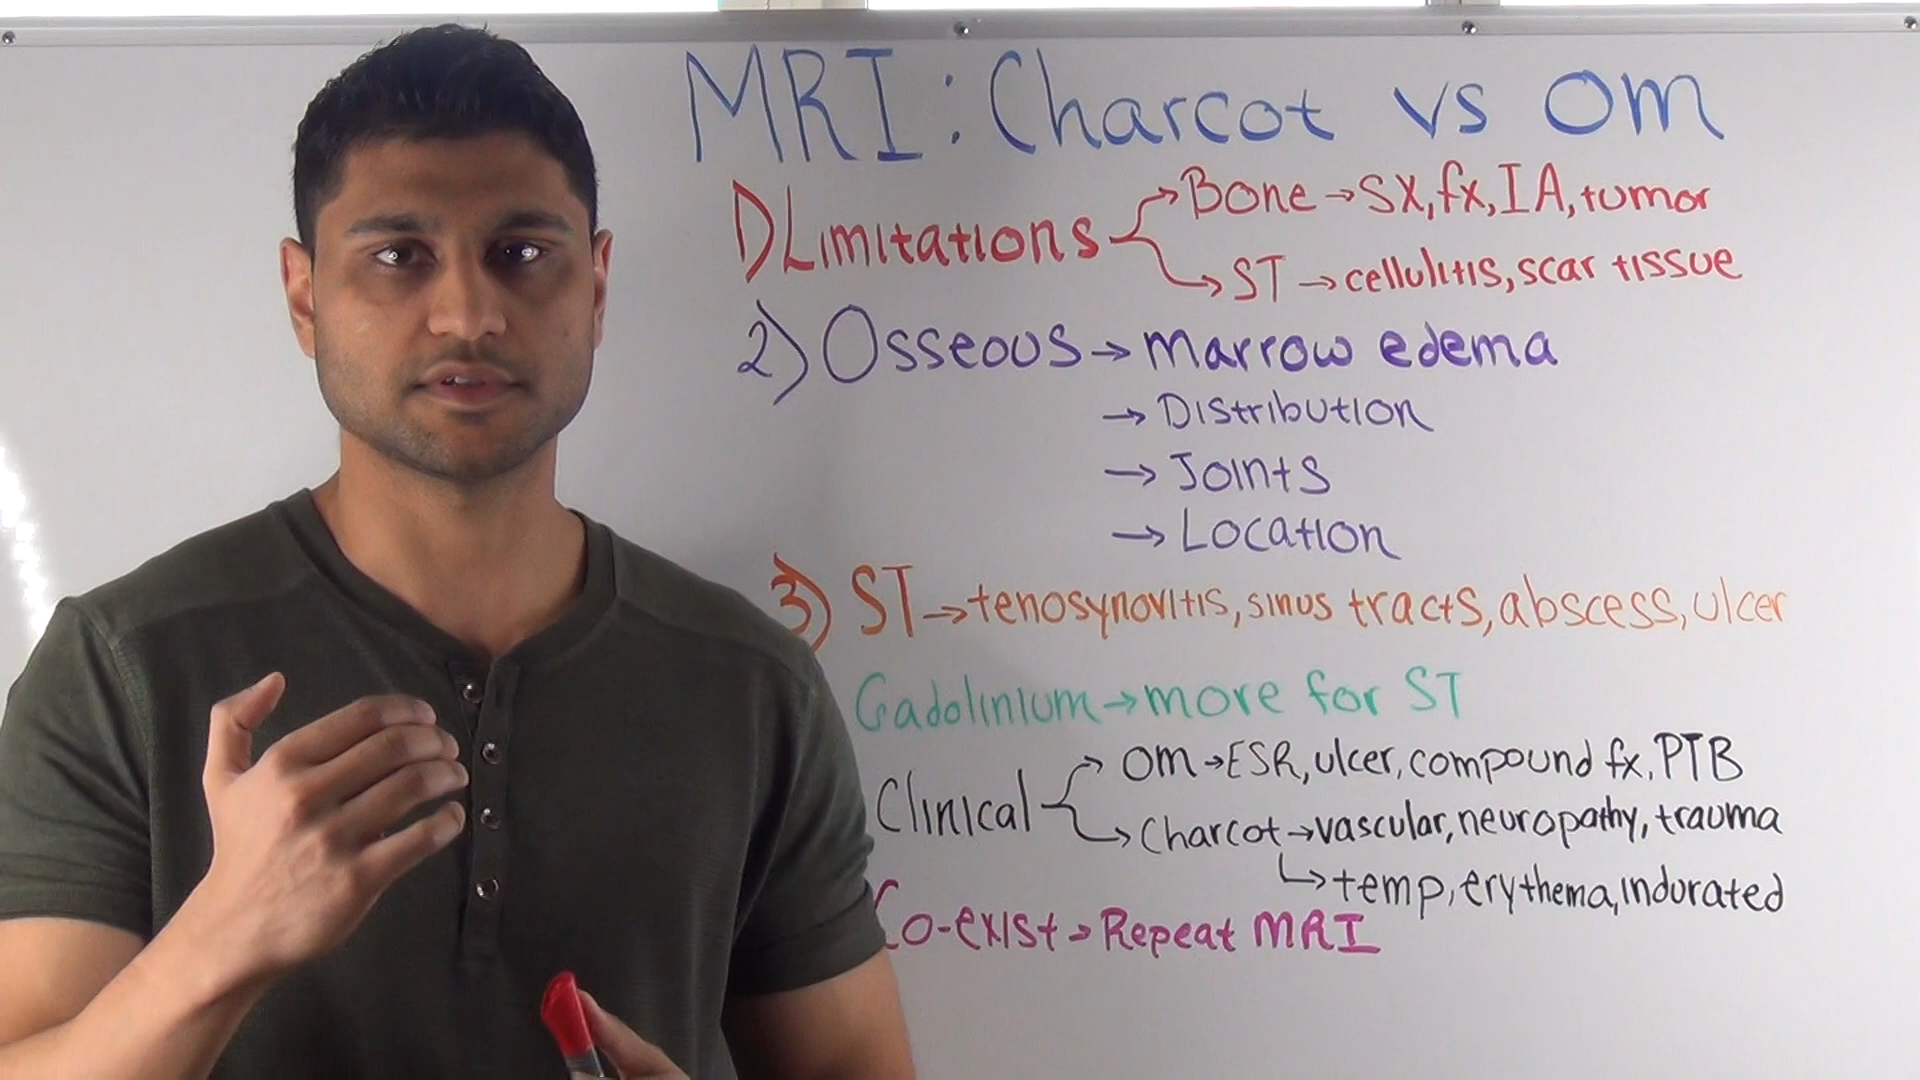 MRI: Charcot vs OM
1) Limitations → Bone → SX, fx, IA, tumor
→ ST → cellulitis, scar tissue
2) Osseous → marrow edema
→ Distribution
→ Joints
→ Location
3) ST → tenosynovitis, sinus tracts, abscess, ulcer
Gadolinium → more for ST
Clinical → OM → ESR, ulcer, compound fx, PTB
→ Charcot → vascular, neuropathy, trauma
↳ temp, erythema, indurated
Co-exist → Repeat MRI